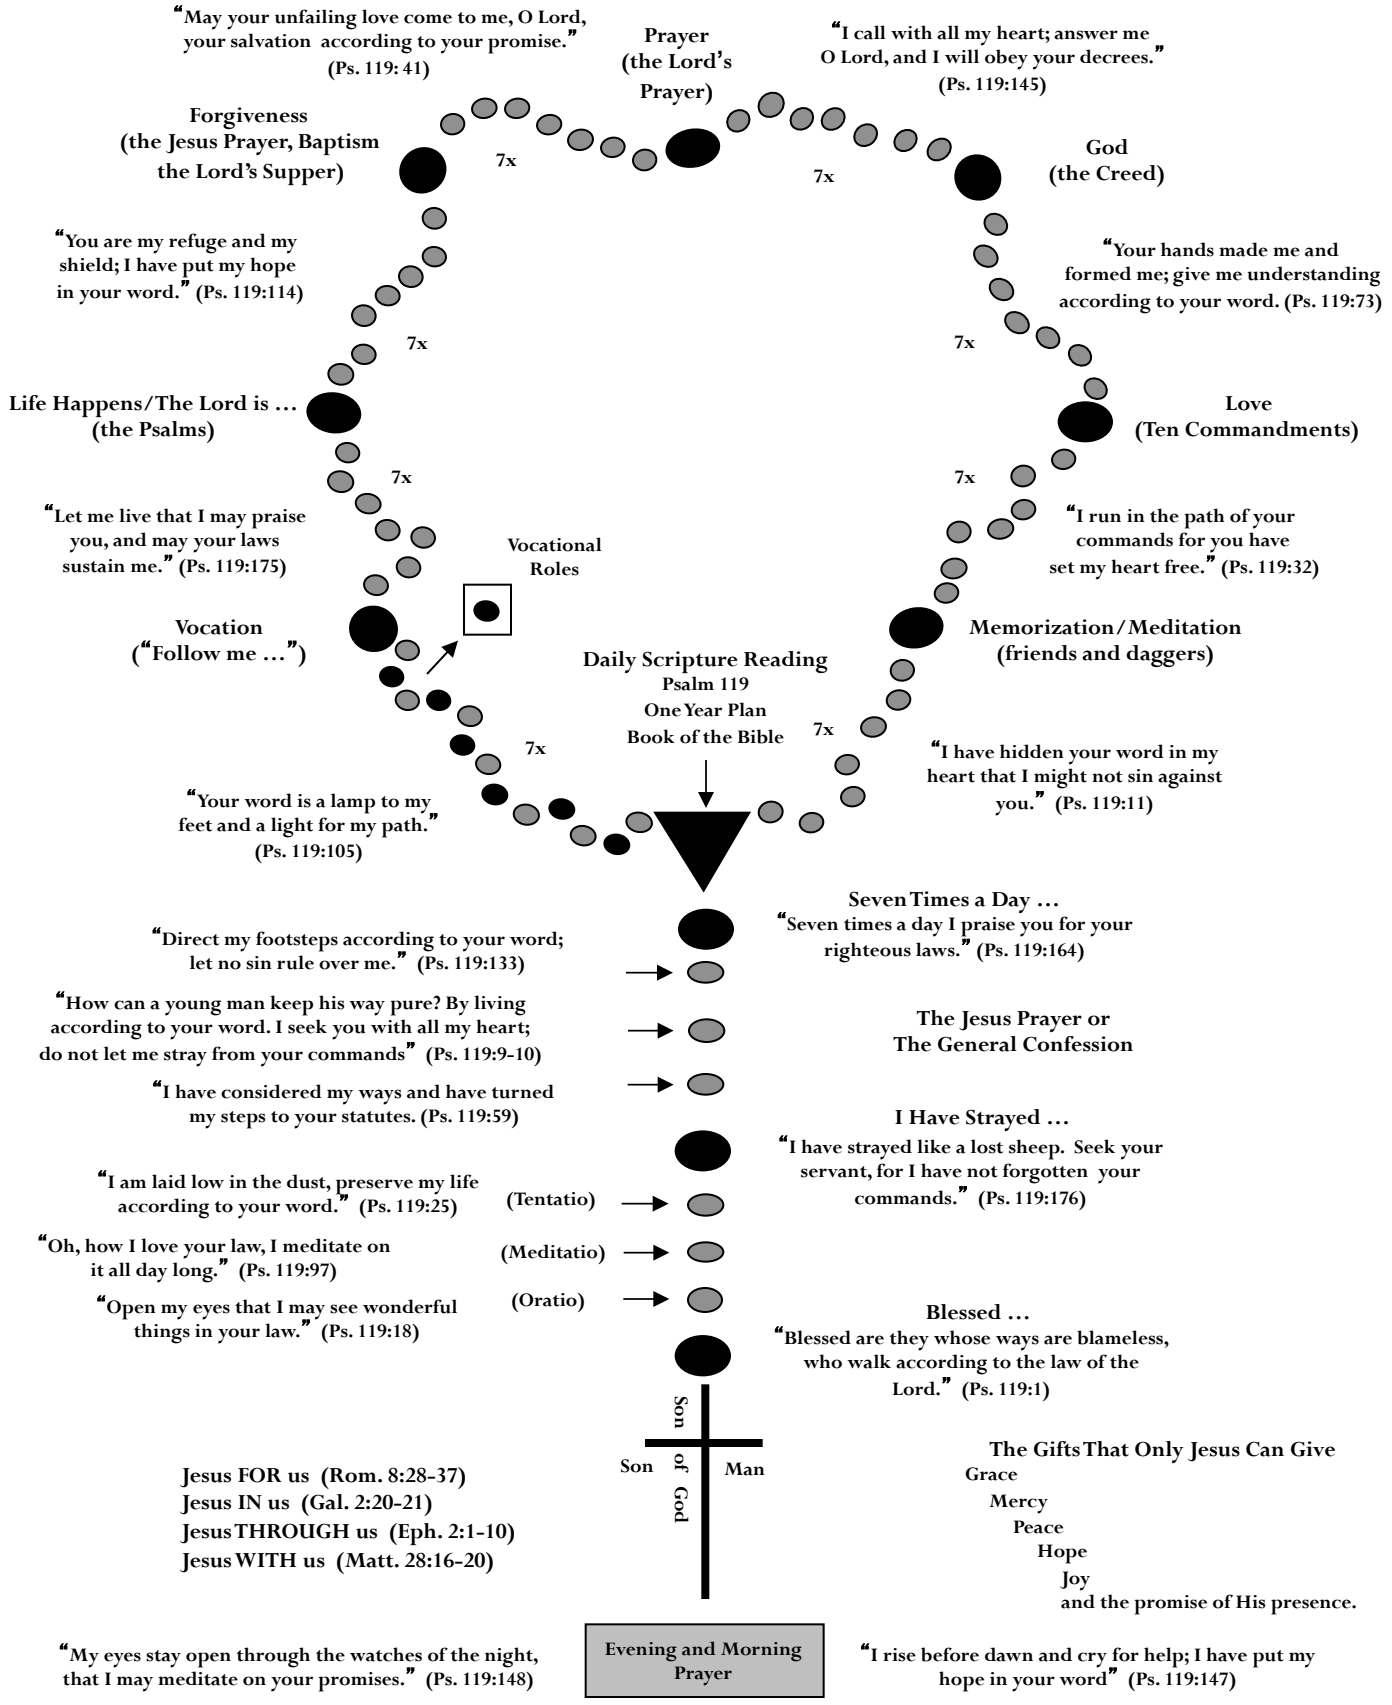 “May your unfailing love come to me, O Lord,
your salvation according to your promise.”
(Ps. 119: 41)
Prayer
(the Lord’s
Prayer)
“I call with all my heart; answer me
O Lord, and I will obey your decrees.”
(Ps. 119:145)
Forgiveness
(the Jesus Prayer, Baptism
the Lord’s Supper)
7x
7x
God
(the Creed)
“You are my refuge and my
shield; I have put my hope
in your word.” (Ps. 119:114)
“Your hands made me and
formed me; give me understanding
according to your word. (Ps. 119:73)
7x
7x
Life Happens/The Lord is …
(the Psalms)
Love
(Ten Commandments)
7x
7x
“Let me live that I may praise
you, and may your laws
sustain me.” (Ps. 119:175)
“I run in the path of your
commands for you have
set my heart free.” (Ps. 119:32)
Vocational
Roles
Vocation
(“Follow me …”)
Memorization/Meditation
(friends and daggers)
Daily Scripture Reading
Psalm 119
One Year Plan
Book of the Bible
7x
7x
“I have hidden your word in my
heart that I might not sin against
you.” (Ps. 119:11)
“Your word is a lamp to my
feet and a light for my path.”
(Ps. 119:105)
Seven Times a Day …
“Seven times a day I praise you for your
righteous laws.” (Ps. 119:164)
“Direct my footsteps according to your word;
let no sin rule over me.” (Ps. 119:133)
“How can a young man keep his way pure? By living
according to your word. I seek you with all my heart;
do not let me stray from your commands” (Ps. 119:9-10)
The Jesus Prayer or
The General Confession
“I have considered my ways and have turned
my steps to your statutes. (Ps. 119:59)
I Have Strayed …
“I have strayed like a lost sheep. Seek your
servant, for I have not forgotten your
commands.” (Ps. 119:176)
“I am laid low in the dust, preserve my life
according to your word.” (Ps. 119:25)
(Tentatio)
“Oh, how I love your law, I meditate on
it all day long.” (Ps. 119:97)
(Meditatio)
“Open my eyes that I may see wonderful
things in your law.” (Ps. 119:18)
(Oratio)
Blessed …
“Blessed are they whose ways are blameless,
who walk according to the law of the
Lord.” (Ps. 119:1)
Son of God
Son Man
Jesus FOR us (Rom. 8:28-37)
Jesus IN us (Gal. 2:20-21)
Jesus THROUGH us (Eph. 2:1-10)
Jesus WITH us (Matt. 28:16-20)
The Gifts That Only Jesus Can Give
Grace
Mercy
Peace
Hope
Joy
and the promise of His presence.
“My eyes stay open through the watches of the night,
that I may meditate on your promises.” (Ps. 119:148)
Evening and Morning
Prayer
“I rise before dawn and cry for help; I have put my
hope in your word” (Ps. 119:147)